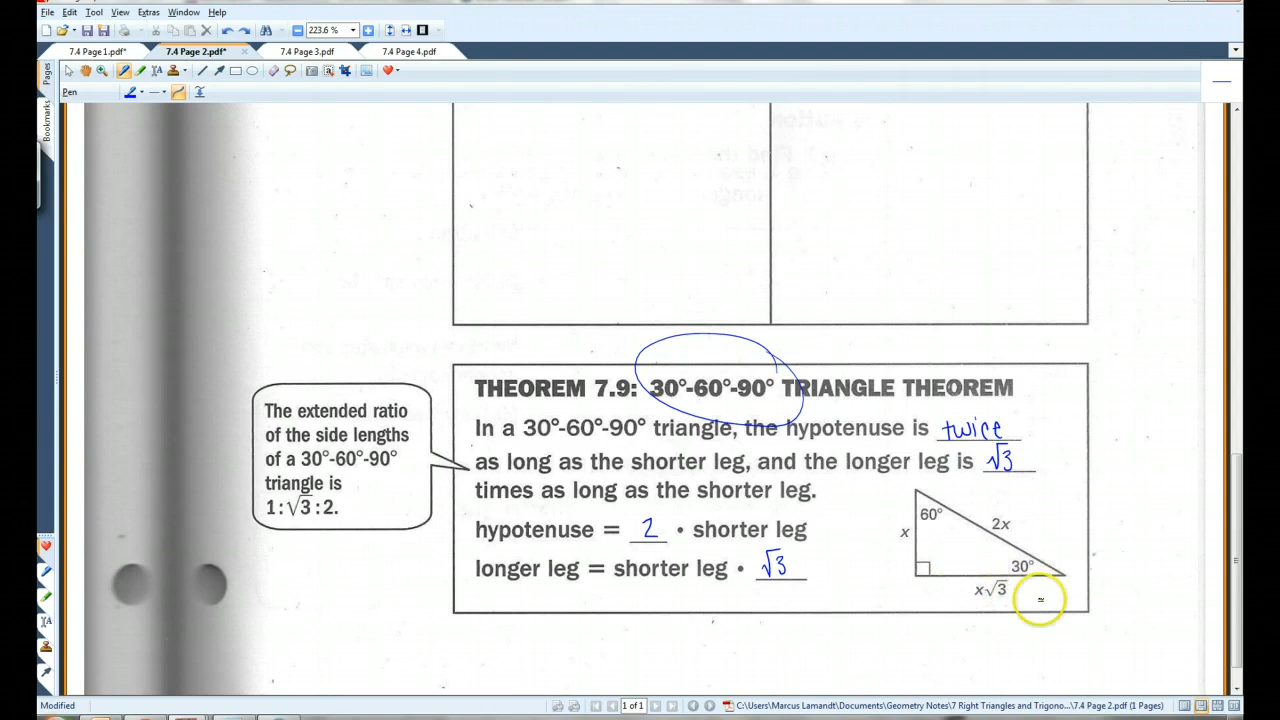 File Edit Tool View Extras Window Help
223.6 %
7.4 Page 1.pdf* 7.4 Page 2.pdf* 7.4 Page 3.pdf 7.4 Page 4.pdf
Pen
Pages
Bookmarks
THEOREM 7.9: 30°-60°-90° TRIANGLE THEOREM
In a 30°-60°-90° triangle, the hypotenuse is twice
as long as the shorter leg, and the longer leg is √3
times as long as the shorter leg.
hypotenuse = 2 • shorter leg
longer leg = shorter leg • √3
The extended ratio
of the side lengths
of a 30°-60°-90°
triangle is
1:√3:2.
60°
2x
x
30°
x√3
Modified
1 of 1
C:\Users\Marcus Lamandt\Documents\Geometry Notes\7 Right Triangles and Trigono...\7.4 Page 2.pdf (1 Pages)